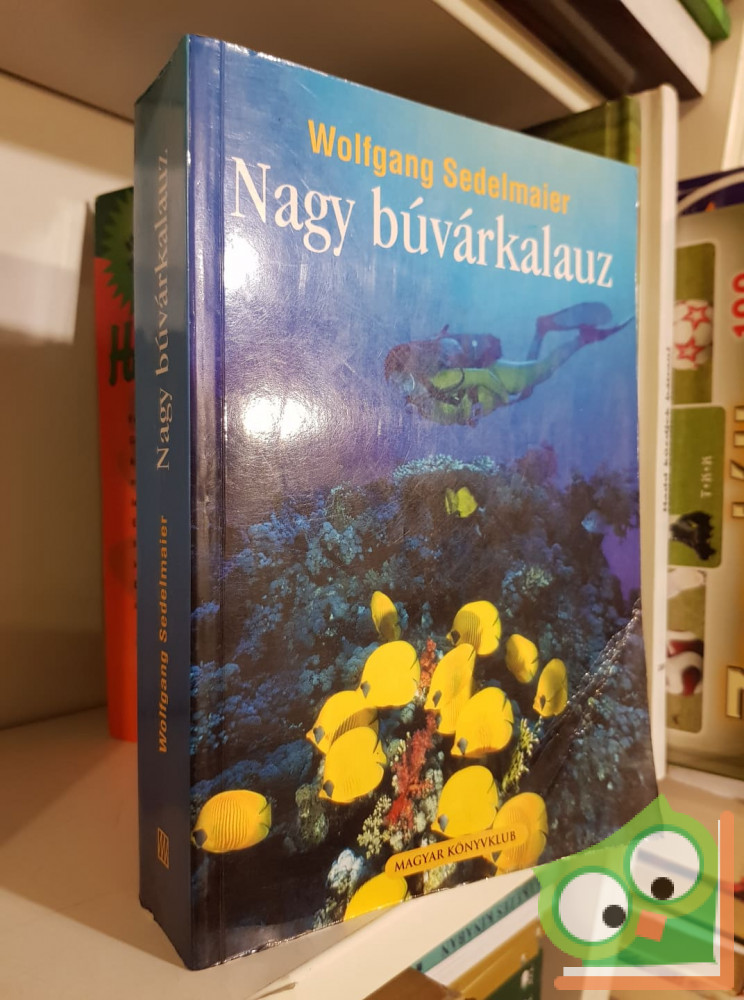 Wolfgang Sedelmaier
Nagy búvárkalauz
MAGYAR KÖNYVKLUB
Wolfgang Sedelmaier Nagy búvárkalauz